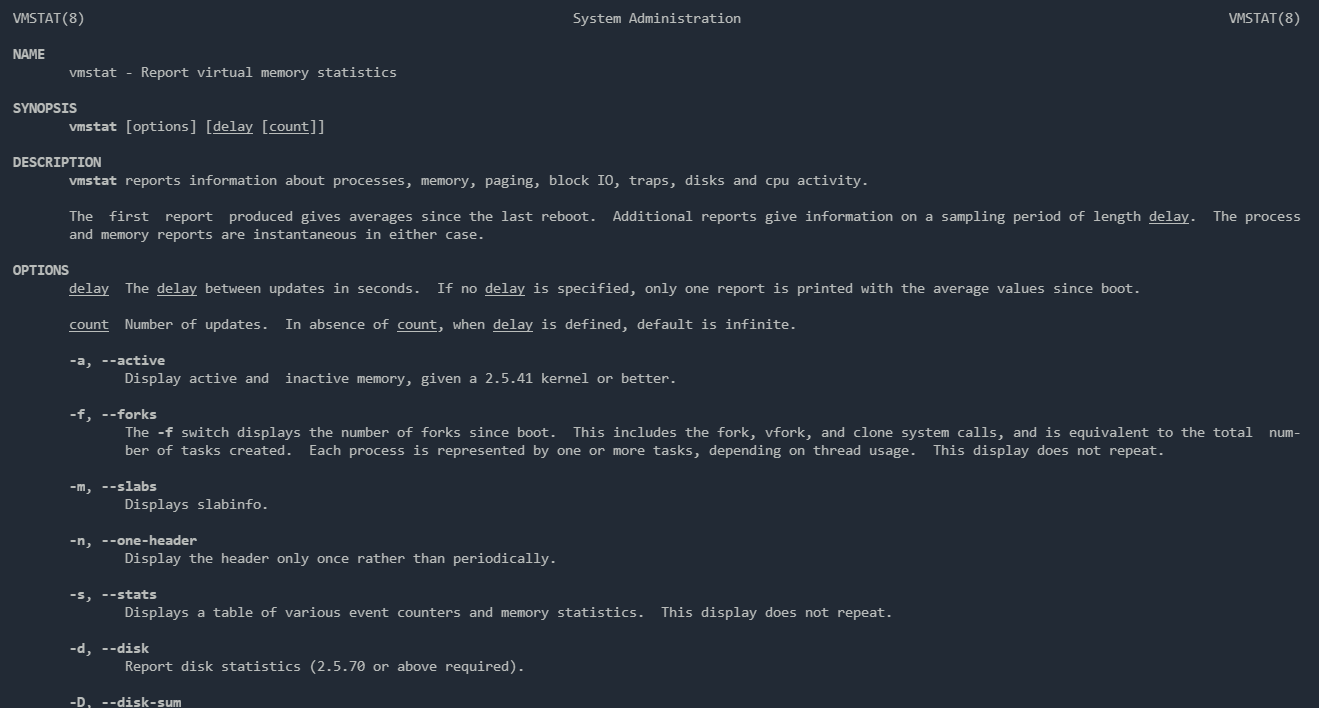 VMSTAT(8) System Administration VMSTAT(8)
NAME
vmstat - Report virtual memory statistics
SYNOPSIS
vmstat [options] [delay [count]]
DESCRIPTION
vmstat reports information about processes, memory, paging, block IO, traps, disks and cpu activity.
The first report produced gives averages since the last reboot. Additional reports give information on a sampling period of length delay. The process
and memory reports are instantaneous in either case.
OPTIONS
delay The delay between updates in seconds. If no delay is specified, only one report is printed with the average values since boot.
count Number of updates. In absence of count, when delay is defined, default is infinite.
-a, --active
Display active and inactive memory, given a 2.5.41 kernel or better.
-f, --forks
The -f switch displays the number of forks since boot. This includes the fork, vfork, and clone system calls, and is equivalent to the total num-
ber of tasks created. Each process is represented by one or more tasks, depending on thread usage. This display does not repeat.
-m, --slabs
Displays slabinfo.
-n, --one-header
Display the header only once rather than periodically.
-s, --stats
Displays a table of various event counters and memory statistics. This display does not repeat.
-d, --disk
Report disk statistics (2.5.70 or above required).
-D, --disk-sum